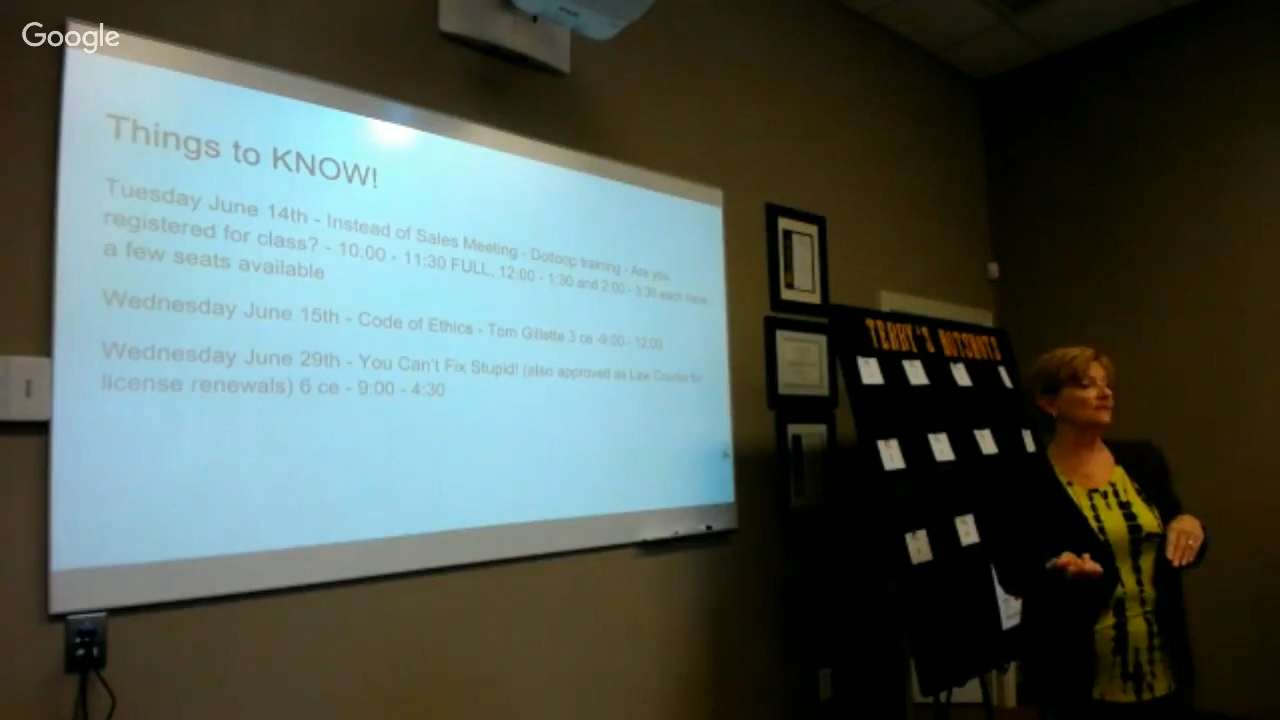 Google
Things to KNOW!
Tuesday June 14th - Instead of Sales Meeting - Dotloop training - Are you
registered for class? - 10:00 - 11:30 FULL, 12:00 - 1:30 and 2:00 - 3:30 each have
a few seats available
Wednesday June 15th - Code of Ethics - Tom Gillette 3 ce -9:00 - 12:00
Wednesday June 29th - You Can't Fix Stupid! (also approved as Law Course for
license renewals) 6 ce - 9:00 - 4:30
TERRY'S HOTSHOTS